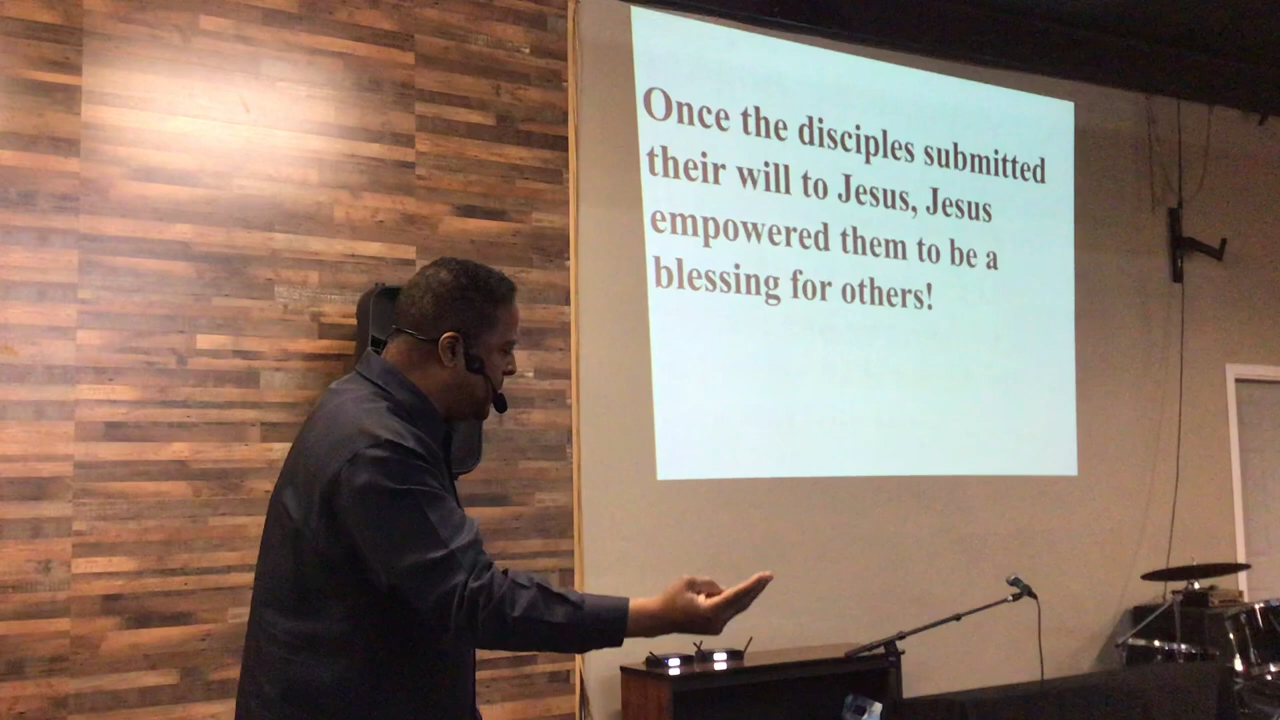 Once the disciples submitted
their will to Jesus, Jesus
empowered them to be a
blessing for others!